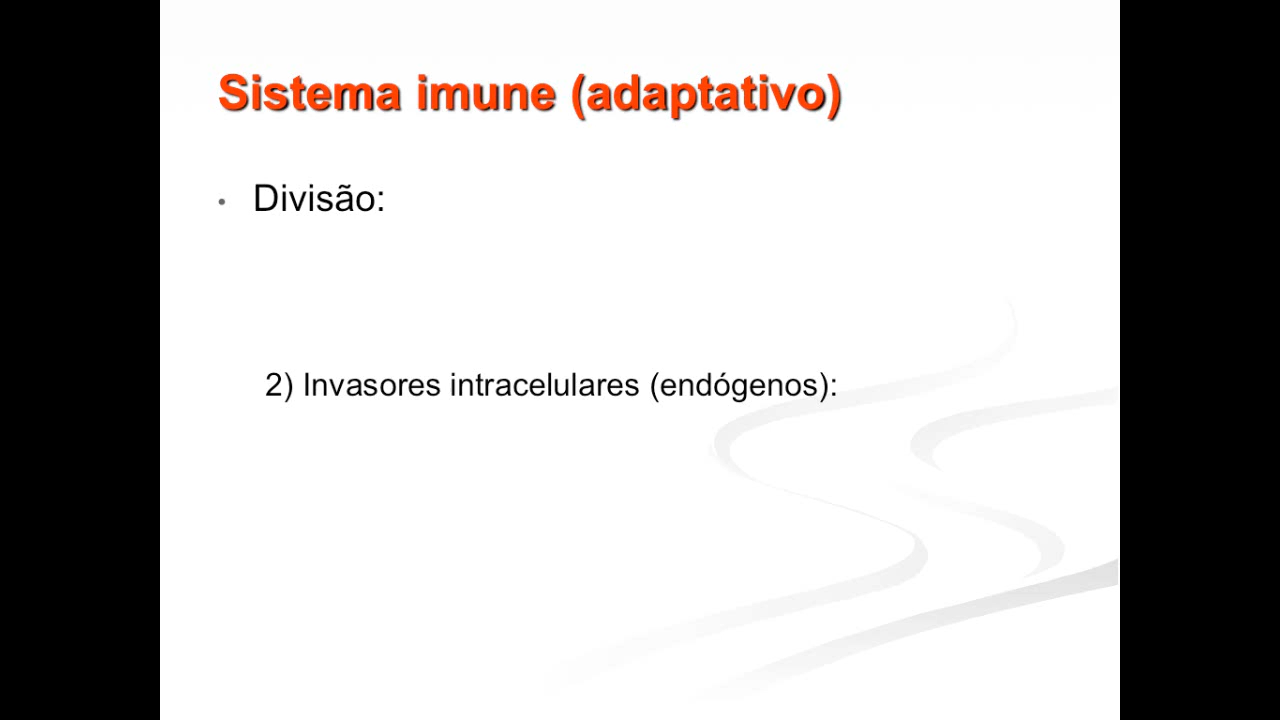 Sistema imune (adaptativo)
• Divisão:
2) Invasores intracelulares (endógenos):